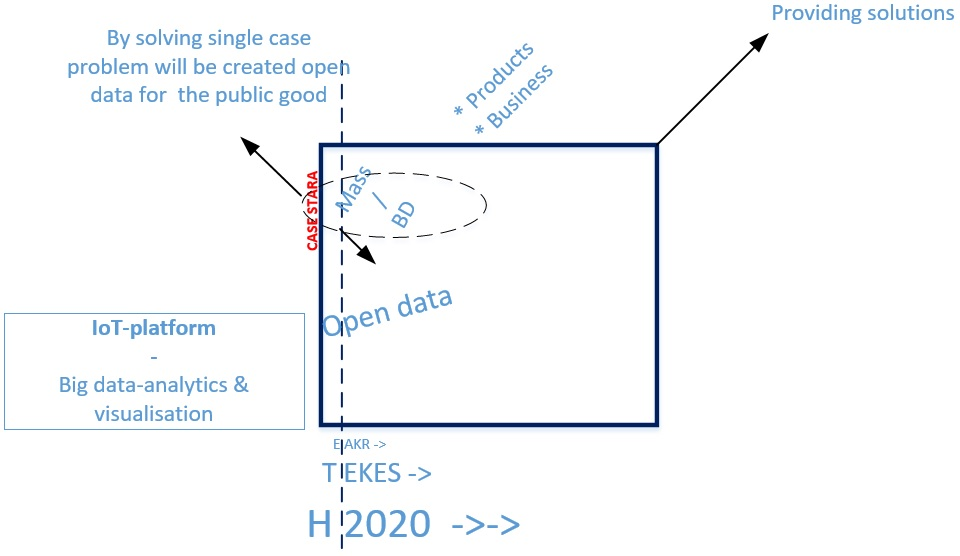 Providing solutions
By solving single case
problem will be created open
data for the public good
* Products
* Business
CASE STARA
Mass
/
BD
Open data
IoT-platform
-
Big data-analytics &
visualisation
EAKR ->
TEKES ->
H 2020 ->->